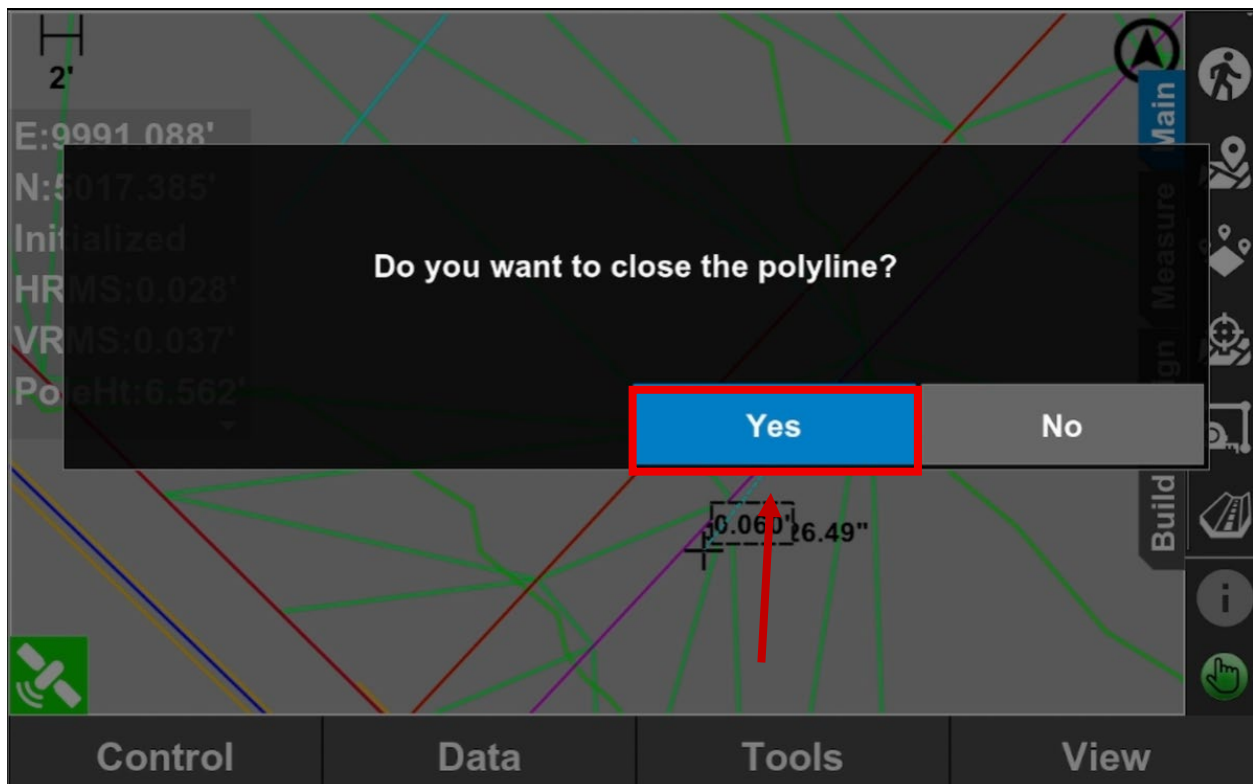 2'
E:9991.088'
N:5017.385'
Initialized
HRMS:0.028'
VRMS:0.037'
PoleHt:6.562'
Main
Measure
Build
Do you want to close the polyline?
Yes
No
0.060'
26.49"
Control
Data
Tools
View